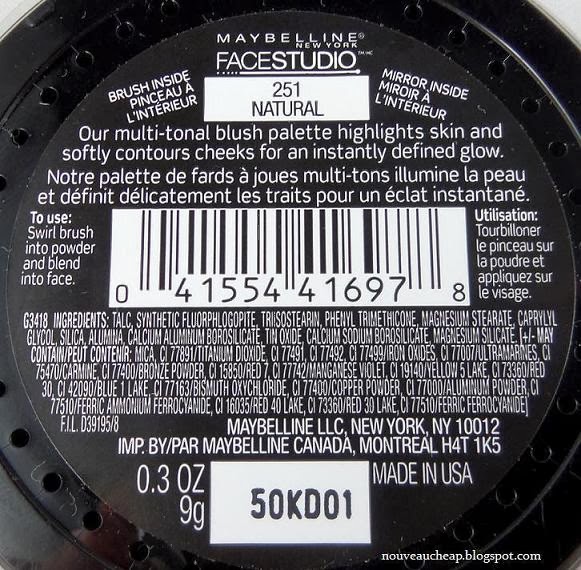 MAYBELLINE®
NEW YORK
FACESTUDIO™/MC
BRUSH INSIDE
PINCEAU À
L'INTÉRIEUR
251
NATURAL
MIRROR INSIDE
MIROIR À
L'INTÉRIEUR
Our multi-tonal blush palette highlights skin and
softly contours cheeks for an instantly defined glow.
Notre palette de fards à joues multi-tons illumine la peau
et définit délicatement les traits pour un éclat instantané.
To use:
Swirl brush
into powder
and blend
into face.
0 41554 41697 8
Utilisation:
Tourbilloner
le pinceau sur
la poudre et
appliquez sur
le visage.
G3418 INGREDIENTS: TALC, SYNTHETIC FLUORPHLOGOPITE, TRIISOSTEARIN, PHENYL TRIMETHICONE, MAGNESIUM STEARATE, CAPRYLYL
GLYCOL, SILICA, ALUMINA, CALCIUM ALUMINUM BOROSILICATE, TIN OXIDE, CALCIUM SODIUM BOROSILICATE, MAGNESIUM SILICATE. [+/- MAY
CONTAIN/PEUT CONTENIR: MICA, CI 77891/TITANIUM DIOXIDE, CI 77491, CI 77492, CI 77499/IRON OXIDES, CI 77007/ULTRAMARINES, CI
75470/CARMINE, CI 77400/BRONZE POWDER, CI 15850/RED 7, CI 77742/MANGANESE VIOLET, CI 19140/YELLOW 5 LAKE, CI 73360/RED
30, CI 42090/BLUE 1 LAKE, CI 77163/BISMUTH OXYCHLORIDE, CI 77400/COPPER POWDER, CI 77000/ALUMINUM POWDER, CI
77510/FERRIC AMMONIUM FERROCYANIDE, CI 16035/RED 40 LAKE, CI 73360/RED 30 LAKE, CI 77510/FERRIC FERROCYANIDE]
F.I.L. D39195/8
MAYBELLINE LLC, NEW YORK, NY 10012
IMP. BY/PAR MAYBELLINE CANADA, MONTREAL H4T 1K5
0.3 OZ
9g
50KD01
MADE IN USA
nouveaucheap.blogspot.com